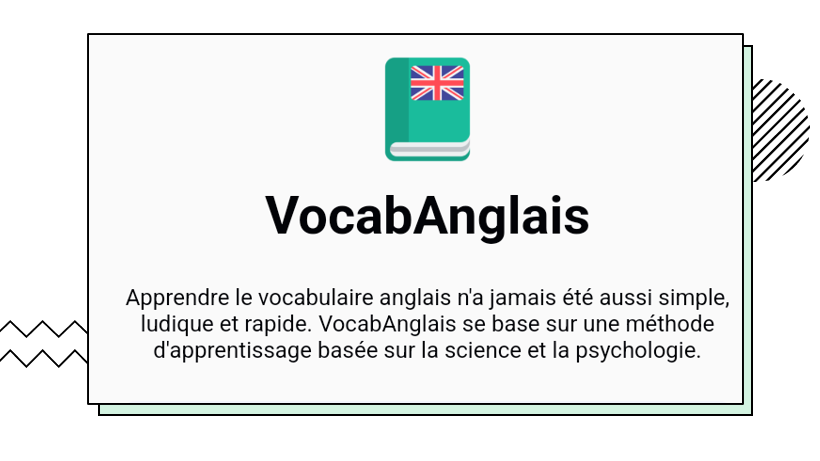 VocabAnglais
Apprendre le vocabulaire anglais n'a jamais été aussi simple,
ludique et rapide. VocabAnglais se base sur une méthode
d'apprentissage basée sur la science et la psychologie.